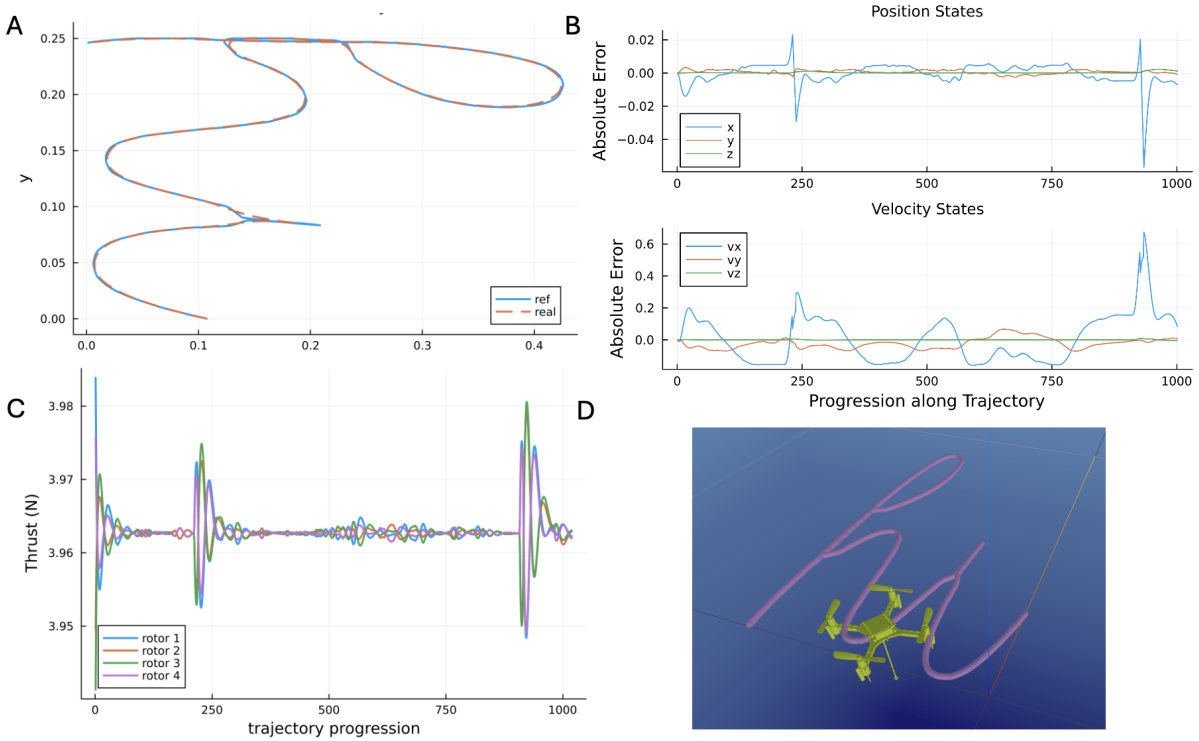 A
0.25
0.20
0.15
0.10
0.05
0.00
y
0.0
0.1
0.2
0.3
0.4
ref
real
B
Position States
Absolute Error
0.02
0.00
−0.02
−0.04
x
y
z
0
250
500
750
1000
Velocity States
Absolute Error
0.6
0.4
0.2
0.0
vx
vy
vz
0
250
500
750
1000
Progression along Trajectory
C
Thrust (N)
3.98
3.97
3.96
3.95
rotor 1
rotor 2
rotor 3
rotor 4
0
250
500
750
1000
trajectory progression
D